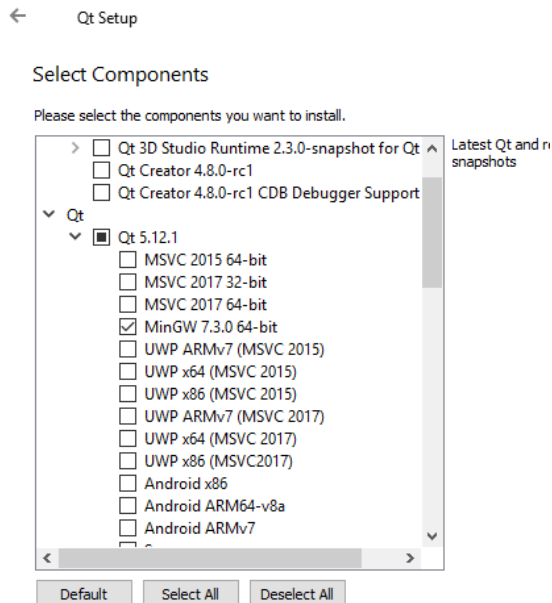 Qt Setup
Select Components
Please select the components you want to install.
Qt 3D Studio Runtime 2.3.0-snapshot for Qt
Qt Creator 4.8.0-rc1
Qt Creator 4.8.0-rc1 CDB Debugger Support
Qt
Qt 5.12.1
MSVC 2015 64-bit
MSVC 2017 32-bit
MSVC 2017 64-bit
MinGW 7.3.0 64-bit
UWP ARMv7 (MSVC 2015)
UWP x64 (MSVC 2015)
UWP x86 (MSVC 2015)
UWP ARMv7 (MSVC 2017)
UWP x64 (MSVC 2017)
UWP x86 (MSVC2017)
Android x86
Android ARM64-v8a
Android ARMv7
Latest Qt and re
snapshots
Default Select All Deselect All